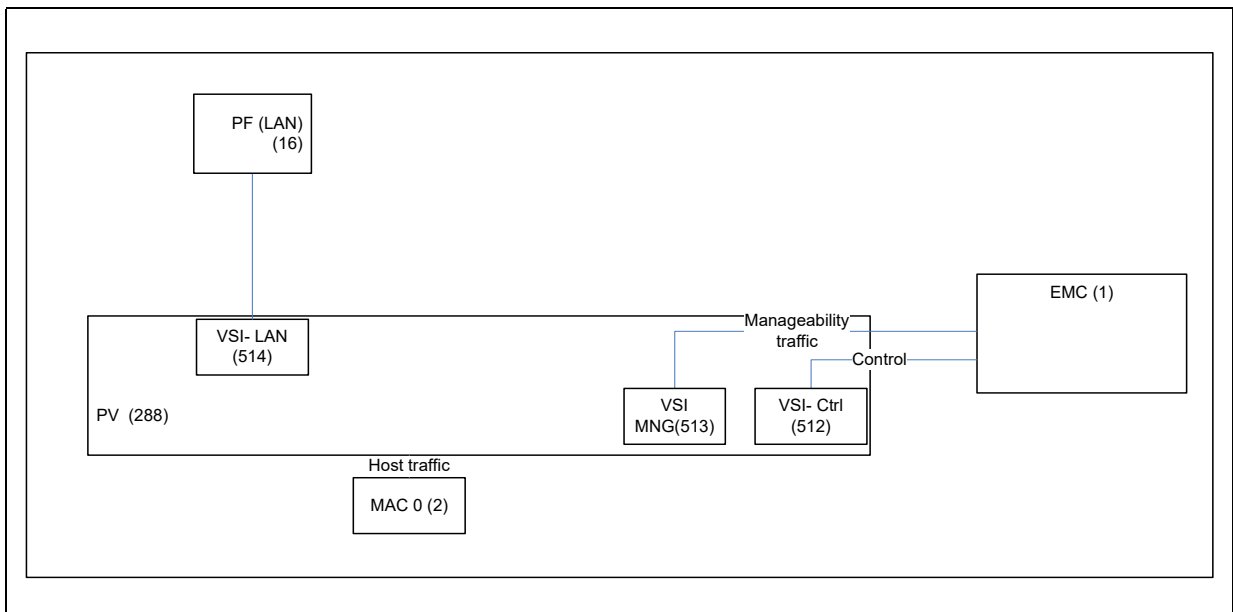 PF (LAN)
(16)
EMC (1)
Manageability
traffic
VSI- LAN
(514)
Control
VSI
MNG(513)
VSI- Ctrl
(512)
PV  (288)
Host traffic
MAC 0 (2)